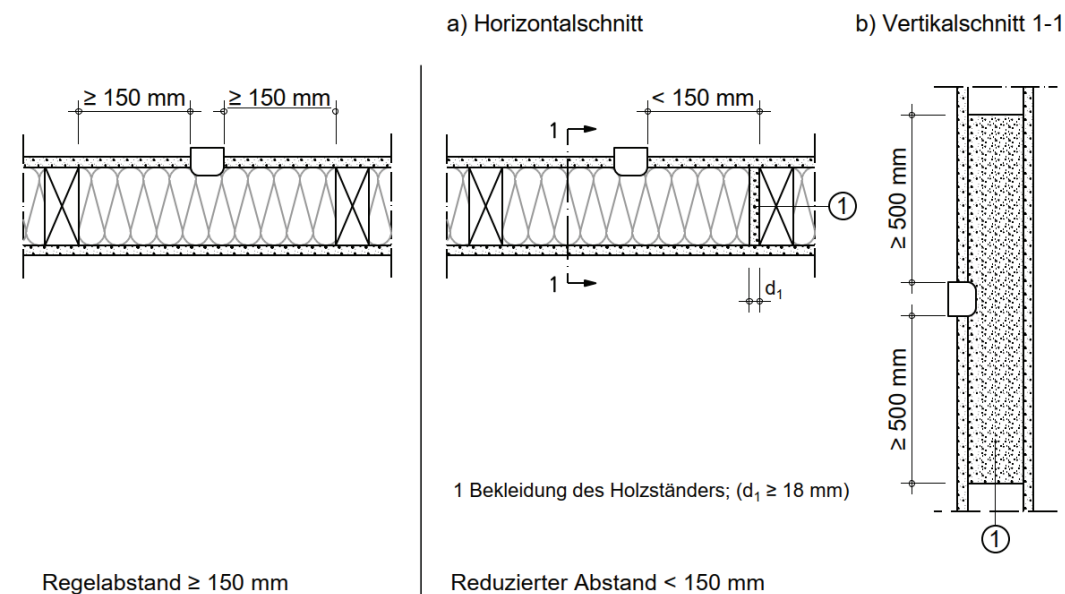 a) Horizontalschnitt
b) Vertikalschnitt 1-1
≥ 150 mm
≥ 150 mm
< 150 mm
1
1
1
d₁
≥ 500 mm
≥ 500 mm
1 Bekleidung des Holzständers; (d₁ ≥ 18 mm)
1
Regelabstand ≥ 150 mm
Reduzierter Abstand < 150 mm